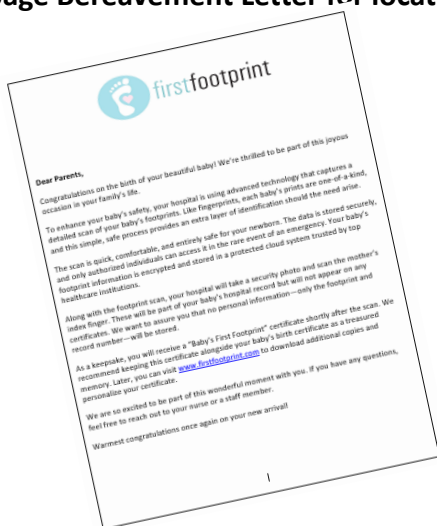 age Bereavement Letter for locat
firstfootprint
Dear Parents,
Congratulations on the birth of your beautiful baby! We're thrilled to be part of this joyous
occasion in your family's life.
To enhance your baby's safety, your hospital is using advanced technology that captures a
detailed scan of your baby's footprints. Like fingerprints, each baby's prints are one-of-a-kind,
and this simple, safe process provides an extra layer of identification should the need arise.
The scan is quick, comfortable, and entirely safe for your newborn. The data is stored securely,
and only authorized individuals can access it in the rare event of an emergency. Your baby's
footprint information is encrypted and stored in a protected cloud system trusted by top
healthcare institutions.
Along with the footprint scan, your hospital will take a security photo and scan the mother's
index finger. These will be part of your baby's hospital record but will not appear on any
certificates. We want to assure you that no personal information—only the footprint and
record number—will be stored.
As a keepsake, you will receive a "Baby's First Footprint" certificate shortly after the scan. We
recommend keeping this certificate alongside your baby's birth certificate as a treasured
memory. Later, you can visit www.firstfootprint.com to download additional copies and
personalize your certificate.
We are so excited to be part of this wonderful moment with you. If you have any questions,
feel free to reach out to your nurse or a staff member.
Warmest congratulations once again on your new arrival!